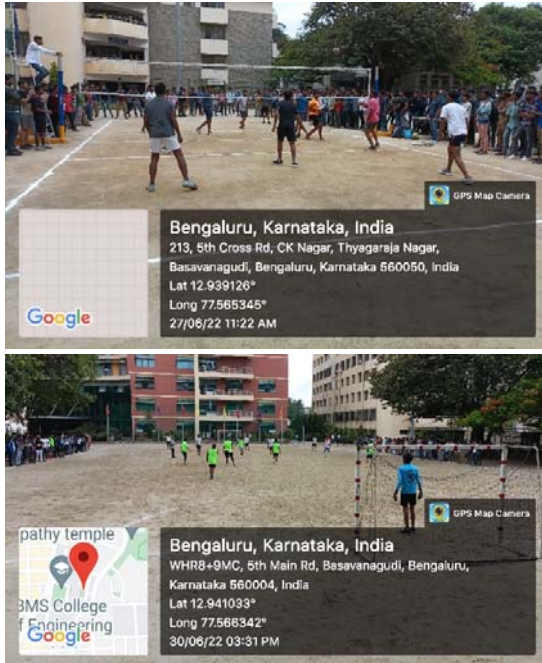 GPS Map Camera
Bengaluru, Karnataka, India
213, 5th Cross Rd, CK Nagar, Thyagaraja Nagar,
Basavanagudi, Bengaluru, Karnataka 560050, India
Lat 12.939126°
Long 77.565345°
27/06/22 11:22 AM
Google
GPS Map Camera
pathy temple
BMS College
f Engineering
Google
Bengaluru, Karnataka, India
WHR8+9MC, 5th Main Rd, Basavanagudi, Bengaluru,
Karnataka 560004, India
Lat 12.941033°
Long 77.566342°
30/06/22 03:31 PM